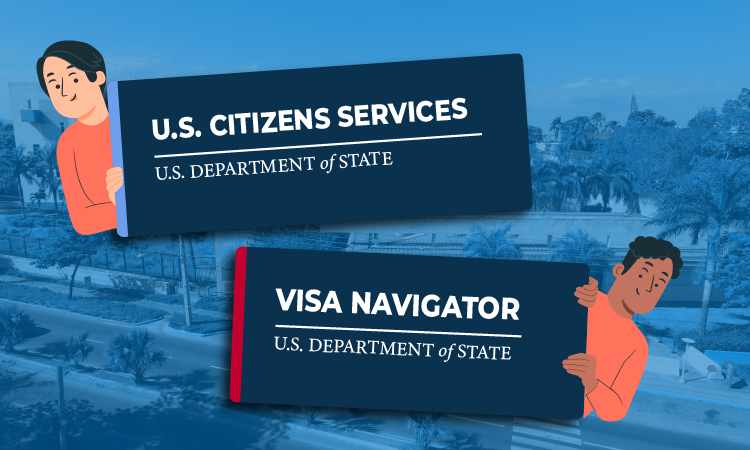 U.S. CITIZENS SERVICES
U.S. DEPARTMENT of STATE
VISA NAVIGATOR
U.S. DEPARTMENT of STATE